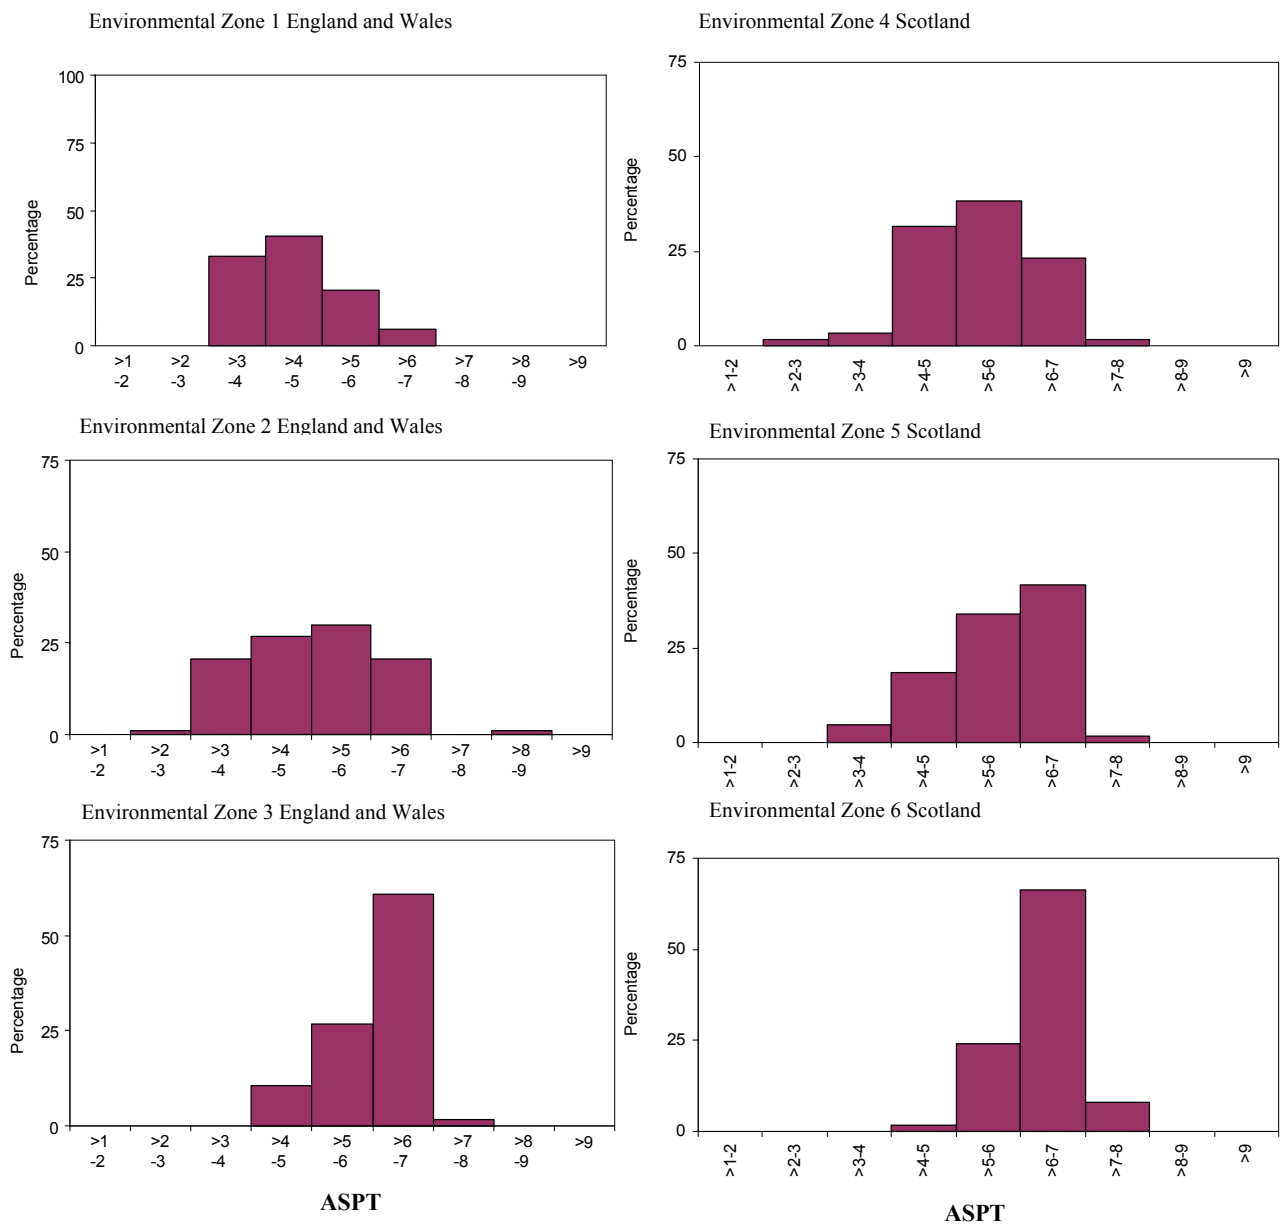 Environmental Zone 1 England and Wales
100
75
50
25
0
Percentage
>1 >2 >3 >4 >5 >6 >7 >8 >9
-2 -3 -4 -5 -6 -7 -8 -9
Environmental Zone 4 Scotland
75
50
25
0
Percentage
>1-2 >2-3 >3-4 >4-5 >5-6 >6-7 >7-8 >8-9 >9
Environmental Zone 2 England and Wales
75
50
25
0
Percentage
>1 >2 >3 >4 >5 >6 >7 >8 >9
-2 -3 -4 -5 -6 -7 -8 -9
Environmental Zone 5 Scotland
75
50
25
0
Percentage
>1-2 >2-3 >3-4 >4-5 >5-6 >6-7 >7-8 >8-9 >9
Environmental Zone 3 England and Wales
75
50
25
0
Percentage
>1 >2 >3 >4 >5 >6 >7 >8 >9
-2 -3 -4 -5 -6 -7 -8 -9
ASPT
Environmental Zone 6 Scotland
75
50
25
0
Percentage
>1-2 >2-3 >3-4 >4-5 >5-6 >6-7 >7-8 >8-9 >9
ASPT